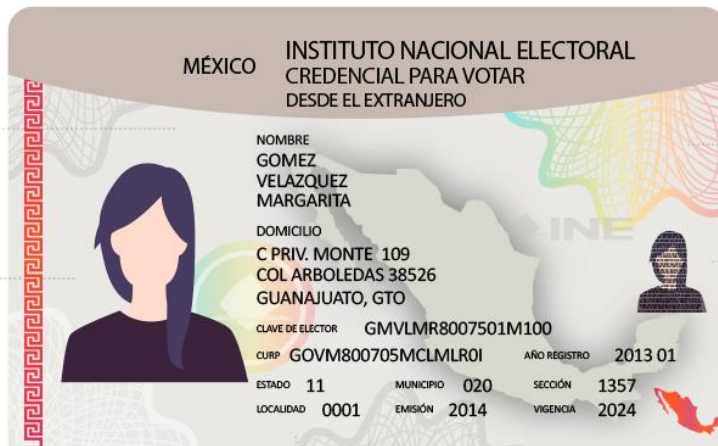 MÉXICO
INSTITUTO NACIONAL ELECTORAL
CREDENCIAL PARA VOTAR
DESDE EL EXTRANJERO
NOMBRE
GOMEZ
VELAZQUEZ
MARGARITA
DOMICILIO
C PRIV. MONTE 109
COL ARBOLEDAS 38526
GUANAJUATO, GTO
INE
CLAVE DE ELECTOR GMVLMR8007501M100
CURP GOVM800705MCLMLR0I AÑO REGISTRO 2013 01
ESTADO 11 MUNICIPIO 020 SECCIÓN 1357
LOCALIDAD 0001 EMISIÓN 2014 VIGENCIA 2024